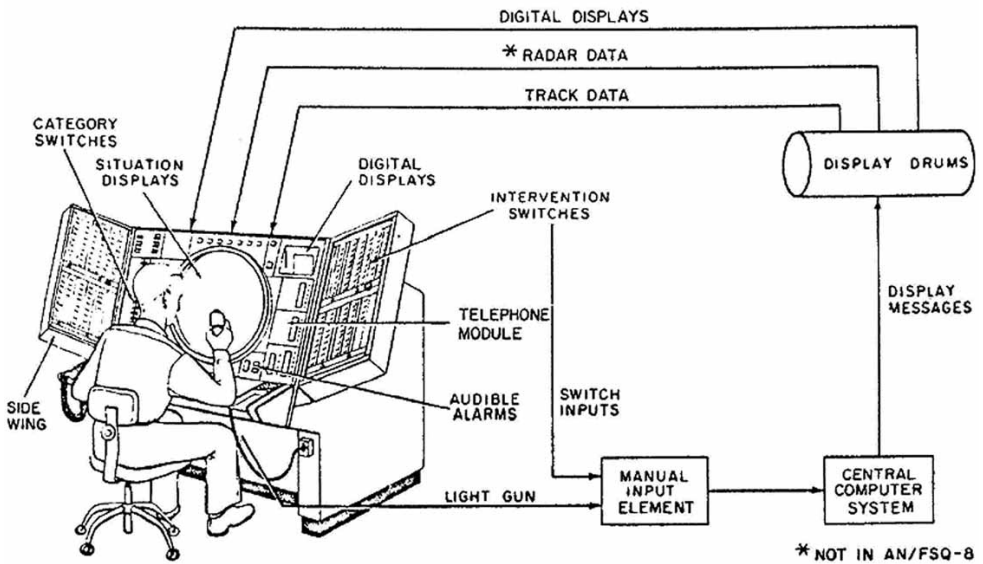 DIGITAL DISPLAYS
* RADAR DATA
TRACK DATA
CATEGORY
SWITCHES
SITUATION
DISPLAYS
DIGITAL
DISPLAYS
DISPLAY DRUMS
INTERVENTION
SWITCHES
DISPLAY
MESSAGES
TELEPHONE
MODULE
SIDE
WING
AUDIBLE
ALARMS
SWITCH
INPUTS
LIGHT GUN
MANUAL
INPUT
ELEMENT
CENTRAL
COMPUTER
SYSTEM
* NOT IN AN/FSQ-8